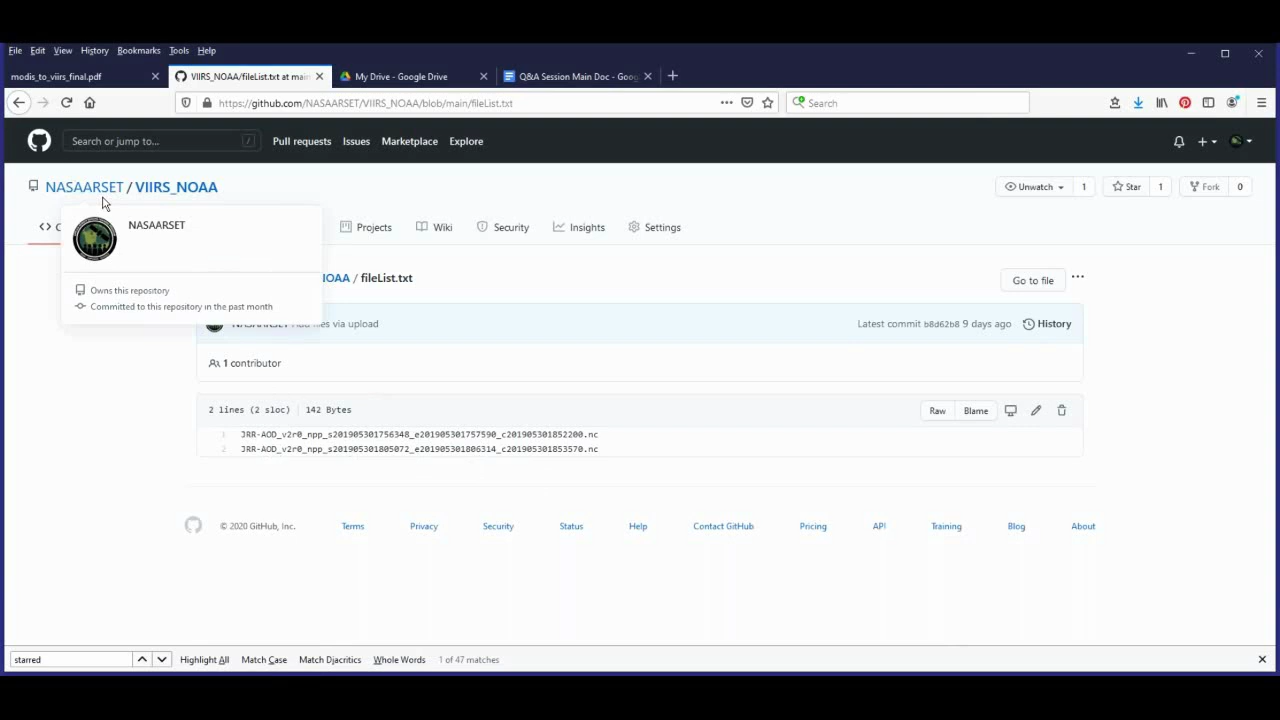 File Edit View History Bookmarks Tools Help
modis_to_viirs_final.pdf
VIIRS_NOAA/fileList.txt at main
My Drive - Google Drive
Q&A Session Main Doc - Goog
https://github.com/NASAARSET/VIIRS_NOAA/blob/main/fileList.txt
Search
Search or jump to... /
Pull requests Issues Marketplace Explore
NASAARSET / VIIRS_NOAA
Unwatch 1 Star 1 Fork 0
<> C Projects Wiki Security Insights Settings
NASAARSET
Owns this repository
Committed to this repository in the past month
NOAA / fileList.txt
Go to file
files via upload
Latest commit b8d62b8 9 days ago History
1 contributor
2 lines (2 sloc) 142 Bytes
Raw Blame
1 JRR-AOD_v2r0_npp_s201905301756348_e201905301757590_c201905301852200.nc
2 JRR-AOD_v2r0_npp_s201905301805072_e201905301806314_c201905301853570.nc
© 2020 GitHub, Inc. Terms Privacy Security Status Help Contact GitHub Pricing API Training Blog About
starred Highlight All Match Case Match Diacritics Whole Words 1 of 47 matches